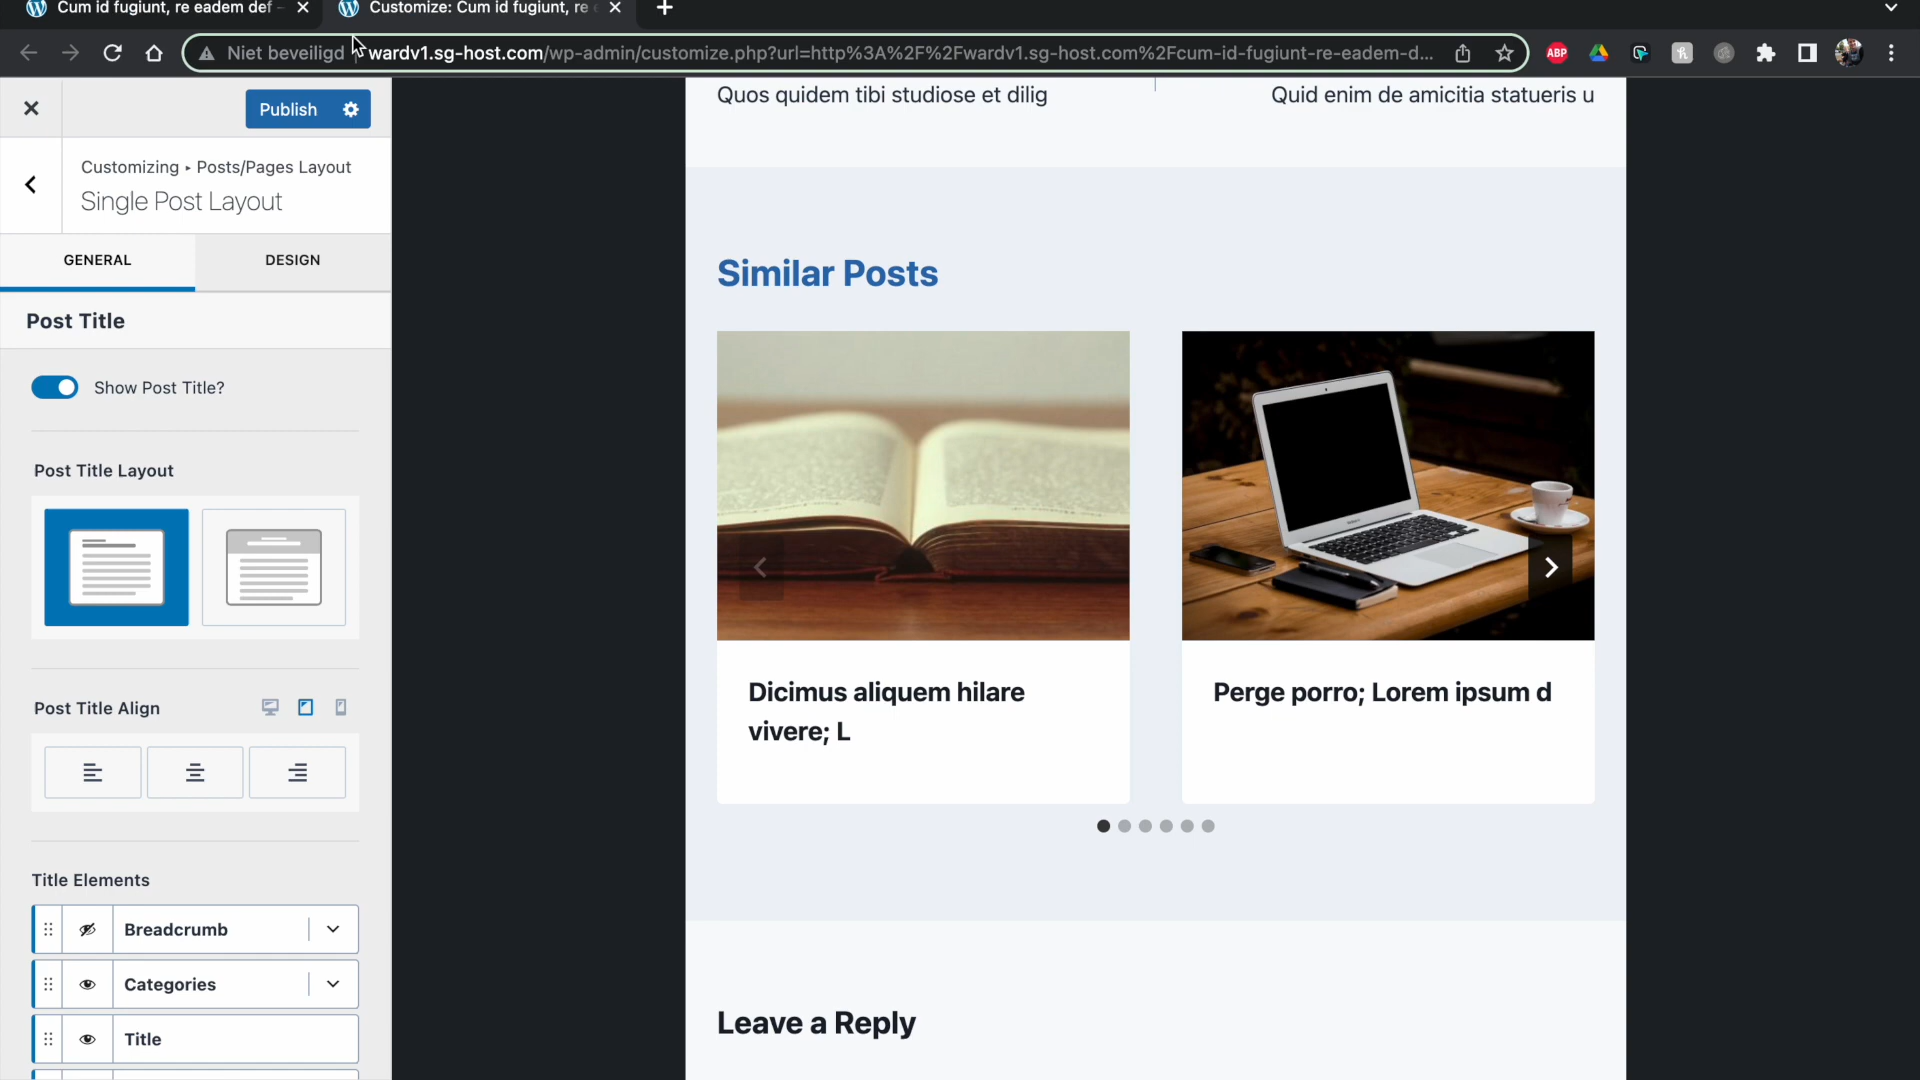 Cum id fugiunt, re eadem def -
Customize: Cum id fugiunt, re e
Niet beveiligd
wardv1.sg-host.com/wp-admin/customize.php?url=http%3A%2F%2Fwardv1.sg-host.com%2Fcum-id-fugiunt-re-eadem-d...
ABP
Publish
Customizing ▸ Posts/Pages Layout
Single Post Layout
GENERAL
DESIGN
Post Title
Show Post Title?
Post Title Layout
Post Title Align
Title Elements
Breadcrumb
Categories
Title
Quos quidem tibi studiose et dilig
Quid enim de amicitia statueris u
Similar Posts
Dicimus aliquem hilare
vivere; L
Perge porro; Lorem ipsum d
Leave a Reply